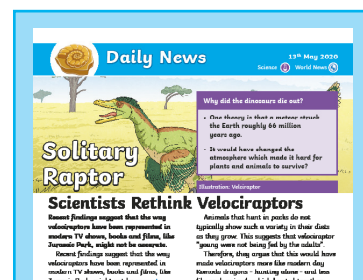 Daily News
13th May 2020
Science World News
Why did the dinosaurs die out?
• One theory is that a meteor struck
the Earth roughly 66 million
years ago.
• It would have changed the
atmosphere which made it hard for
plants and animals to survive?
Solitary
Raptor
Illustration: Velociraptor
Scientists Rethink Velociraptors
Recent findings suggest that the way
velociraptors have been represented in
modern TV shows, books and films, like
Jurassic Park, might not be accurate.
Recent findings suggest that the way
velociraptors have been represented in
modern TV shows, books and films, like
Animals that hunt in packs do not
typically show such a variety in their diets
as they grow. This suggests that velociraptor
"young were not being fed by the adults".
Therefore, they argue that this would have
made velociraptors more like modern day
Komodo dragons – hunting alone – and less